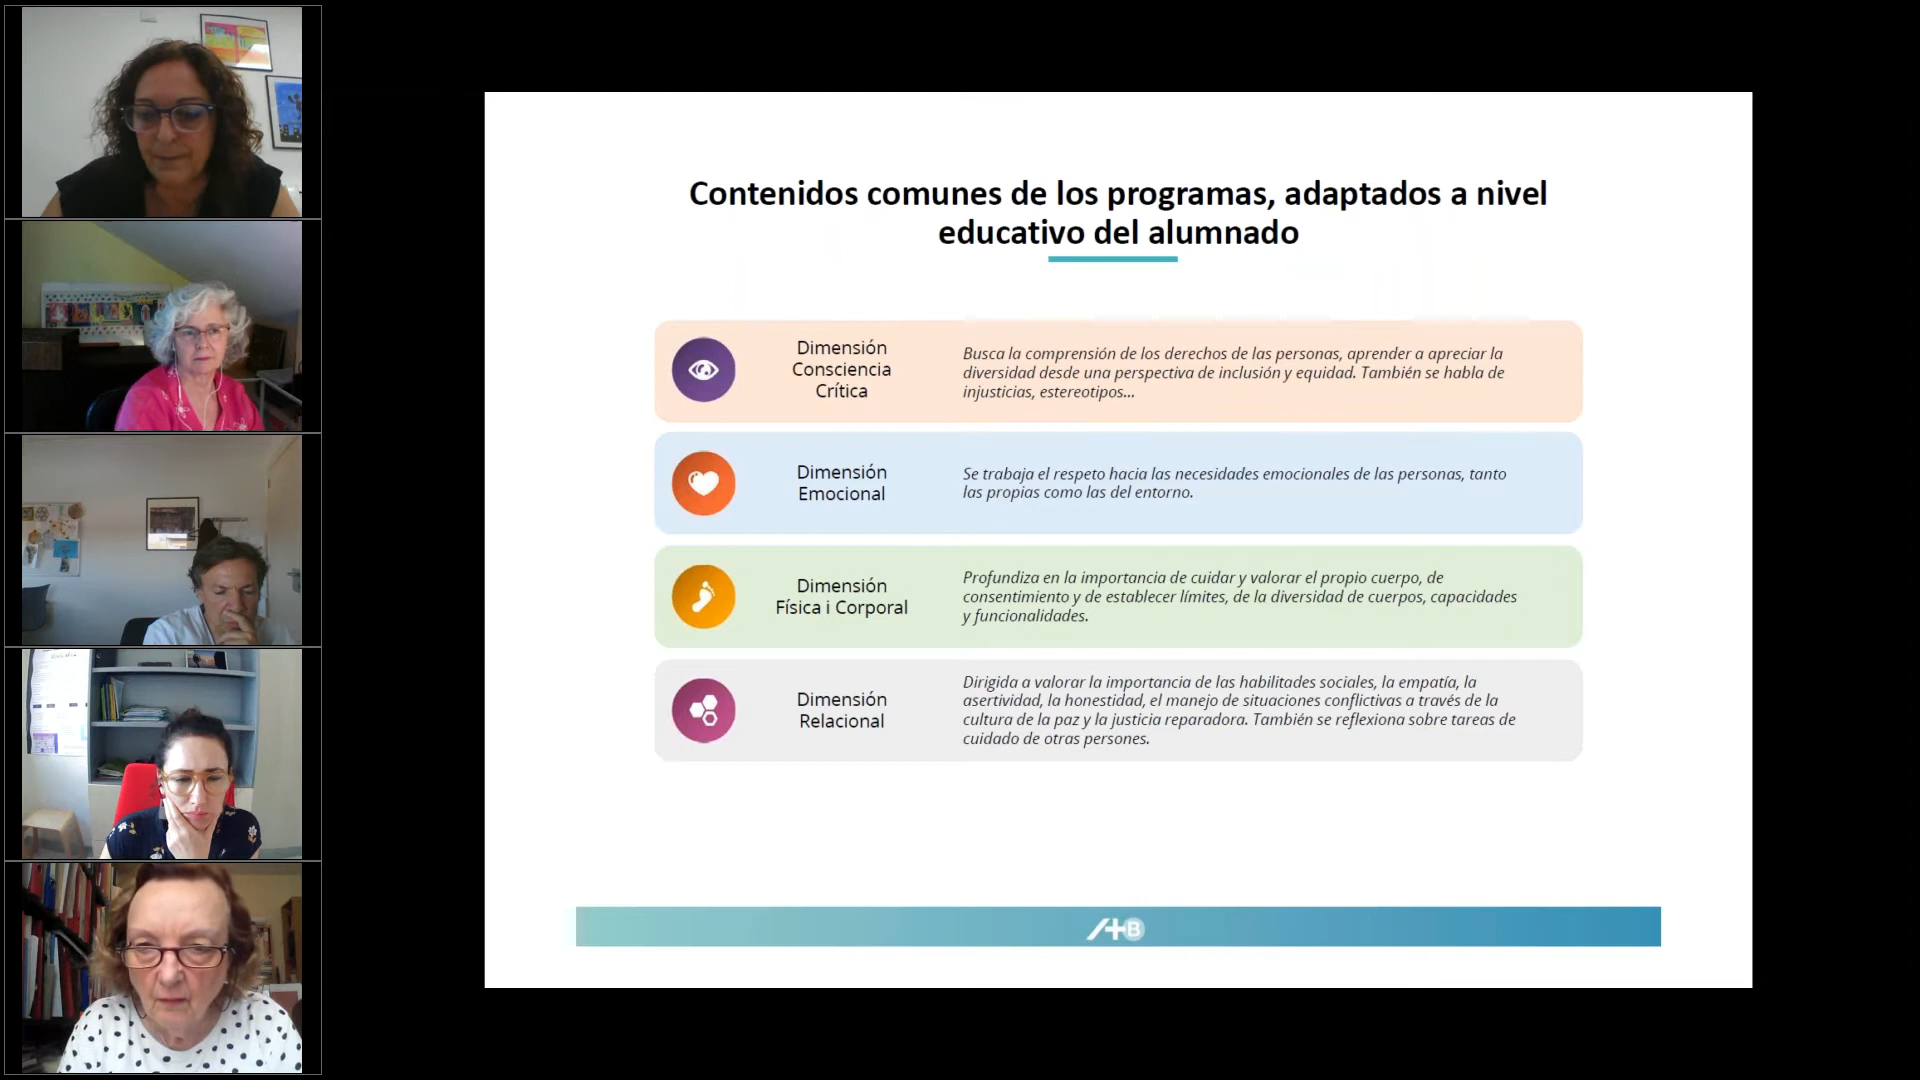 Contenidos comunes de los programas, adaptados a nivel
educativo del alumnado
Dimensión
Consciencia
Crítica
Busca la comprensión de los derechos de las personas, aprender a apreciar la
diversidad desde una perspectiva de inclusión y equidad. También se habla de
injusticias, estereotipos...
Dimensión
Emocional
Se trabaja el respeto hacia las necesidades emocionales de las personas, tanto
las propias como las del entorno.
Dimensión
Física i Corporal
Profundiza en la importancia de cuidar y valorar el propio cuerpo, de
consentimiento y de establecer límites, de la diversidad de cuerpos, capacidades
y funcionalidades.
Dimensión
Relacional
Dirigida a valorar la importancia de las habilidades sociales, la empatía, la
asertividad, la honestidad, el manejo de situaciones conflictivas a través de la
cultura de la paz y la justicia reparadora. También se reflexiona sobre tareas de
cuidado de otras persones.
B